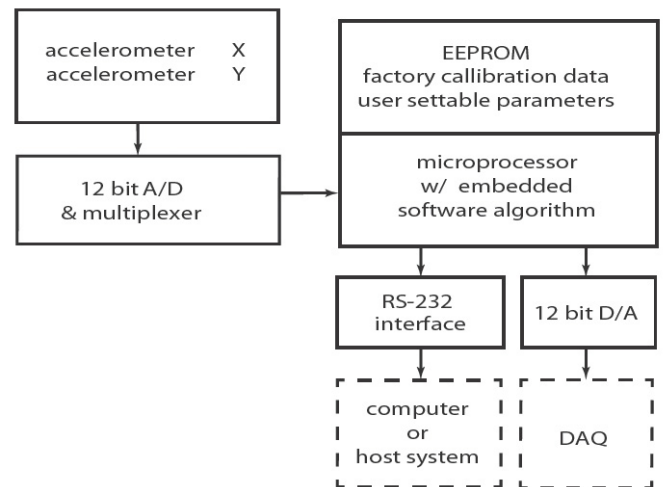 accelerometer X
accelerometer Y
12 bit A/D
& multiplexer
EEPROM
factory callibration data
user settable parameters
microprocessor
w/ embedded
software algorithm
RS-232
interface
12 bit D/A
computer
or
host system
DAQ